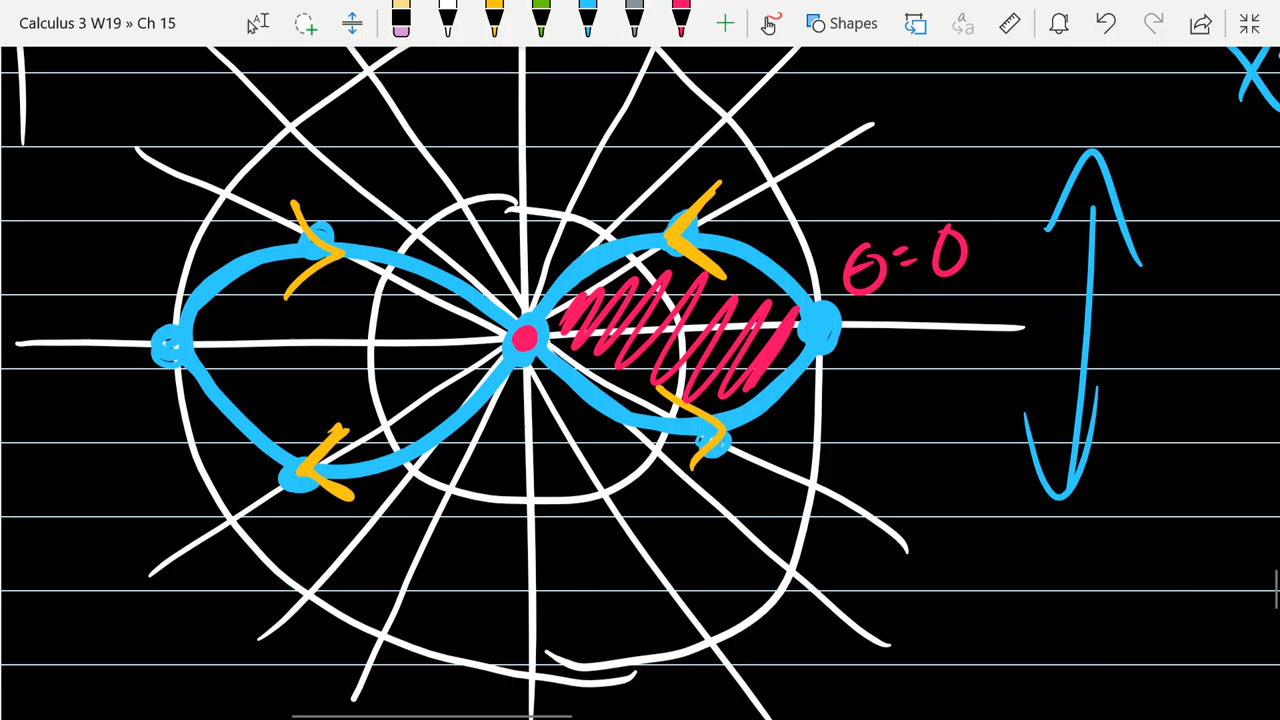 Calculus 3 W19 » Ch 15
Shapes
θ = 0